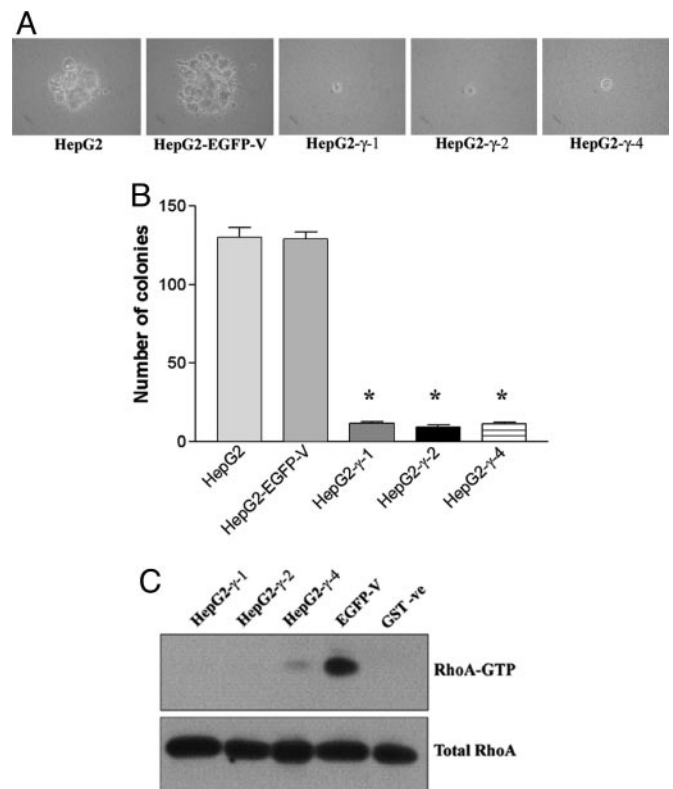 A
HepG2
HepG2-EGFP-V
HepG2-γ-1
HepG2-γ-2
HepG2-γ-4
B
Number of colonies
150
100
50
0
* * *
HepG2
HepG2-EGFP-V
HepG2-γ-1
HepG2-γ-2
HepG2-γ-4
C
HepG2-γ-1
HepG2-γ-2
HepG2-γ-4
EGFP-V
GST -ve
RhoA-GTP
Total RhoA